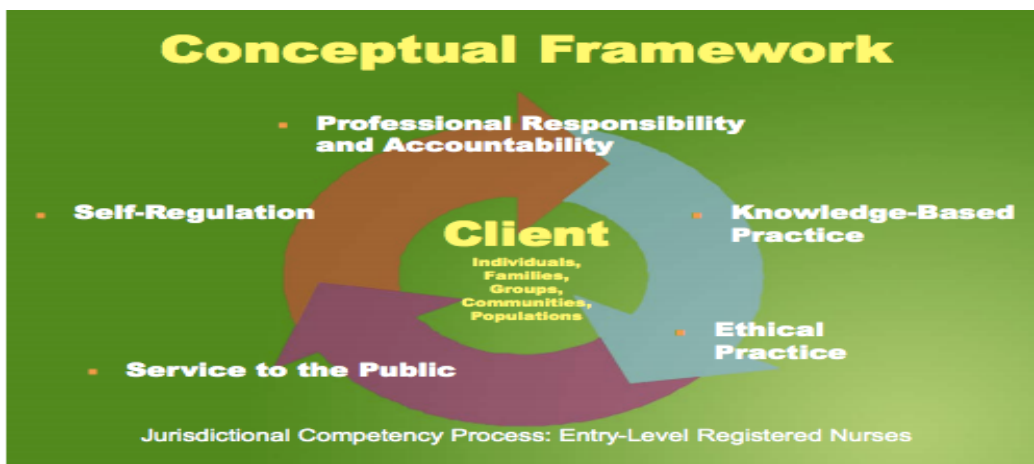 Conceptual Framework
Professional Responsibility
and Accountability
Self-Regulation
Knowledge-Based
Practice
Client
Individuals,
Families,
Groups,
Communities,
Populations
Ethical
Practice
Service to the Public
Jurisdictional Competency Process: Entry-Level Registered Nurses